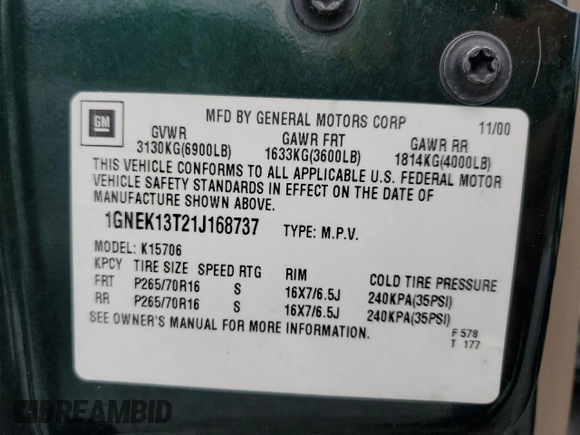 GM
MFD BY GENERAL MOTORS CORP 11/00
GVWR GAWR FRT GAWR RR
3130KG(6900LB) 1633KG(3600LB) 1814KG(4000LB)
THIS VEHICLE CONFORMS TO ALL APPLICABLE U.S. FEDERAL MOTOR
VEHICLE SAFETY STANDARDS IN EFFECT ON THE DATE OF
MANUFACTURE SHOWN ABOVE.
1GNEK13T21J168737 TYPE: M.P.V.
MODEL: K15706
KPCY TIRE SIZE SPEED RTG RIM COLD TIRE PRESSURE
FRT P265/70R16 S 16X7/6.5J 240KPA(35PSI)
RR P265/70R16 S 16X7/6.5J 240KPA(35PSI)
SEE OWNER'S MANUAL FOR MORE INFORMATION.
F 578
T 177
DREAMBID